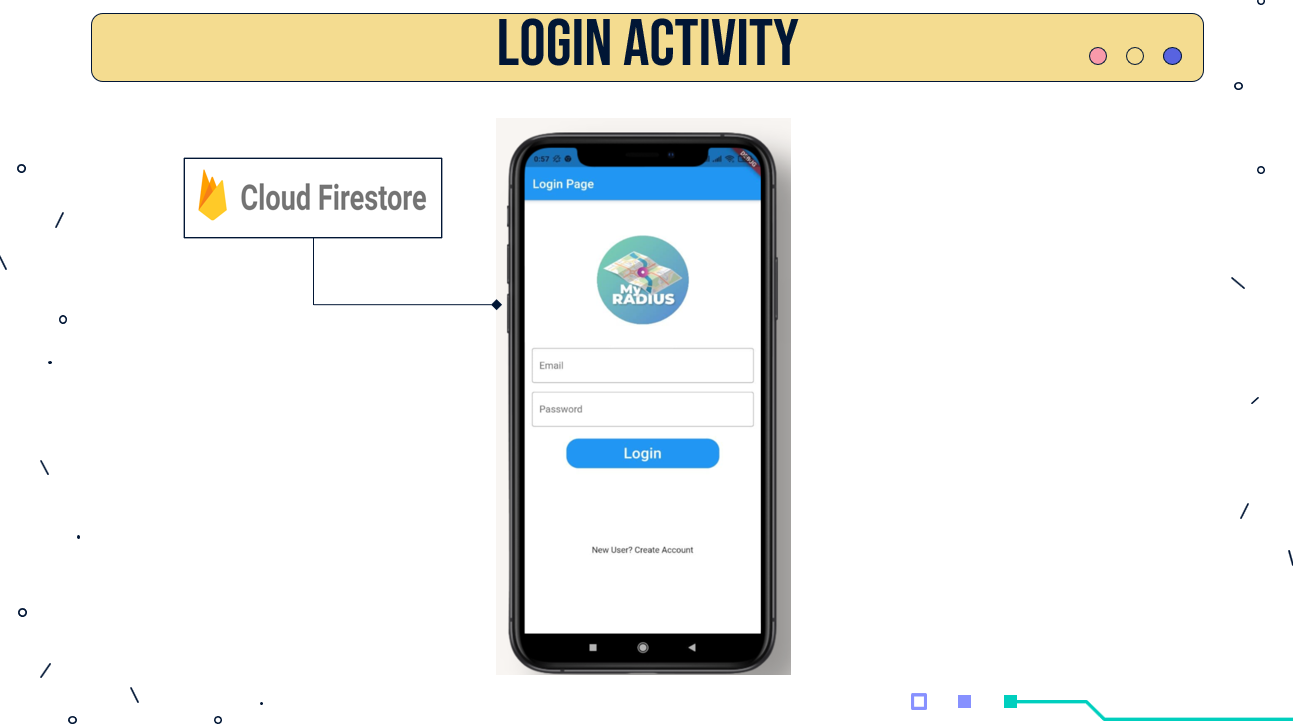 LOGIN ACTIVITY
Cloud Firestore
0:57
DEBUG
Login Page
My
RADIUS
Email
Password
Login
New User? Create Account